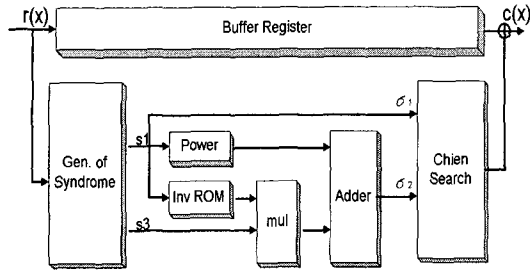 r(x)
Buffer Register
c(x)
Gen. of
Syndrome
s1
s3
Power
Inv ROM
mul
Adder
σ1
σ2
Chien
Search